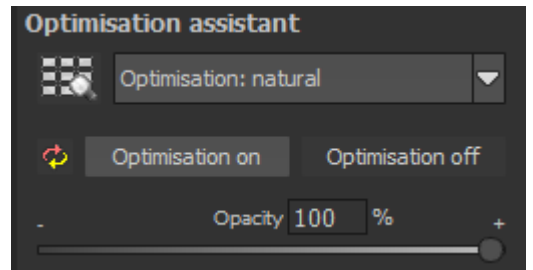 Optimisation assistant
Optimisation: natural
Optimisation on Optimisation off
Opacity 100 %
- +